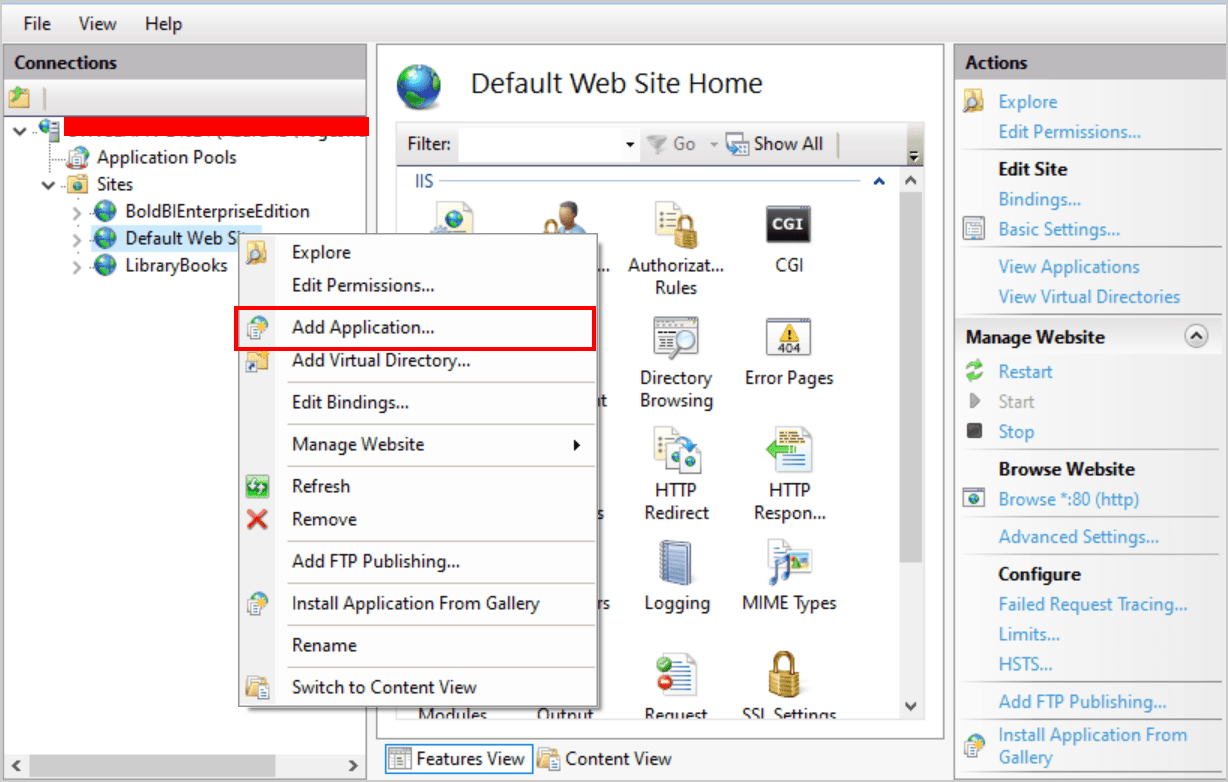 File View Help
Connections
Application Pools
Sites
BoldBIEnterpriseEdition
Default Web Si
LibraryBooks
Explore
Edit Permissions...
Add Application...
Add Virtual Directory...
Edit Bindings...
Manage Website
Refresh
Remove
Add FTP Publishing...
Install Application From Gallery
Rename
Switch to Content View
Default Web Site Home
Filter: Go Show All
IIS
Authorizat...
Rules
CGI
CGI
Directory
Browsing
404
Error Pages
HTTP
Redirect
HTTP
Respon...
Logging
MIME Types
Modules
Output
Request
SSL Settings
Features View
Content View
Actions
Explore
Edit Permissions...
Edit Site
Bindings...
Basic Settings...
View Applications
View Virtual Directories
Manage Website
Restart
Start
Stop
Browse Website
Browse *:80 (http)
Advanced Settings...
Configure
Failed Request Tracing...
Limits...
HSTS...
Add FTP Publishing...
Install Application From
Gallery